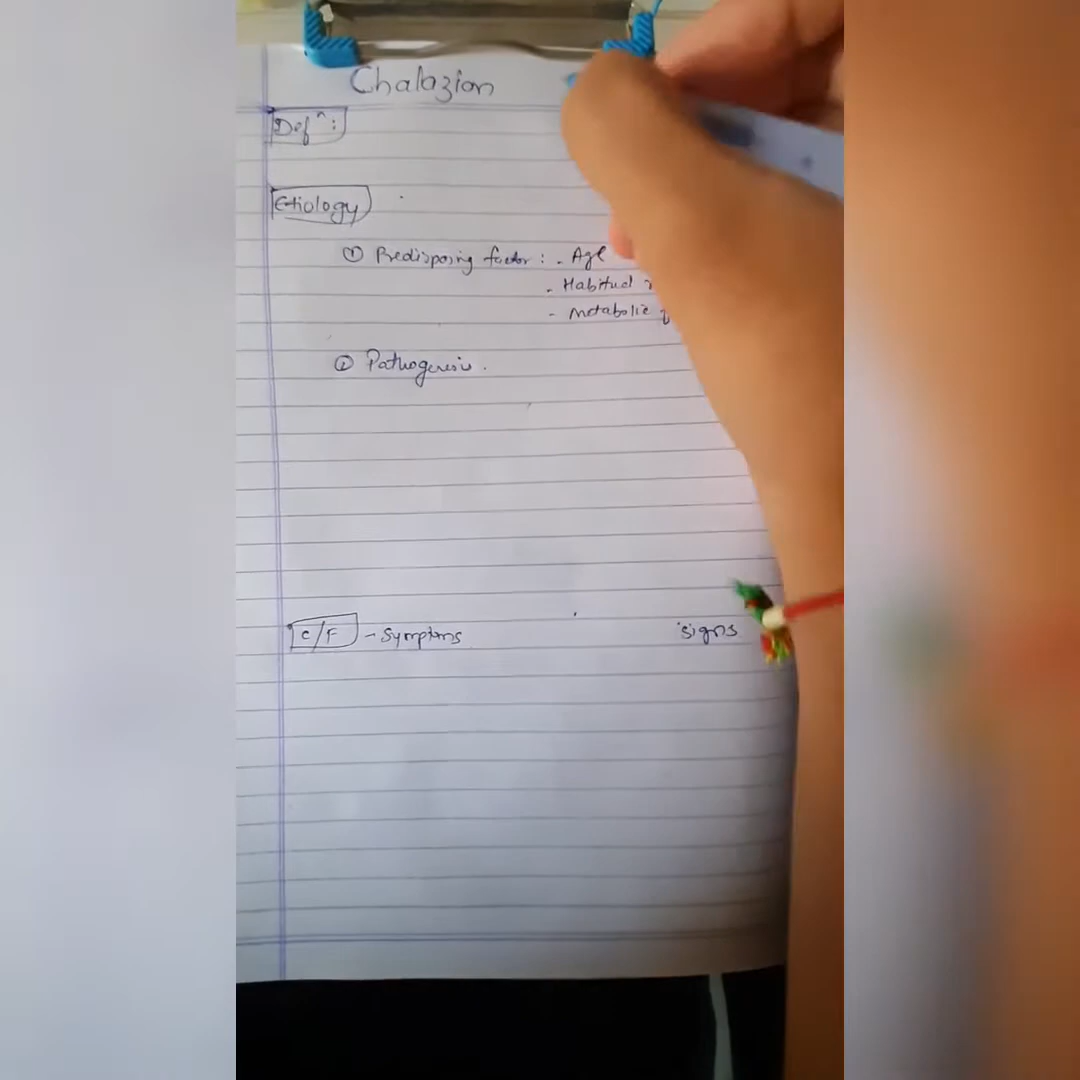 Chalazion
Defⁿ:
Etiology
① Predisposing factor : - Age
- Habitual
- Metabolic
② Pathogenesis.
C/F - Symptoms
signs